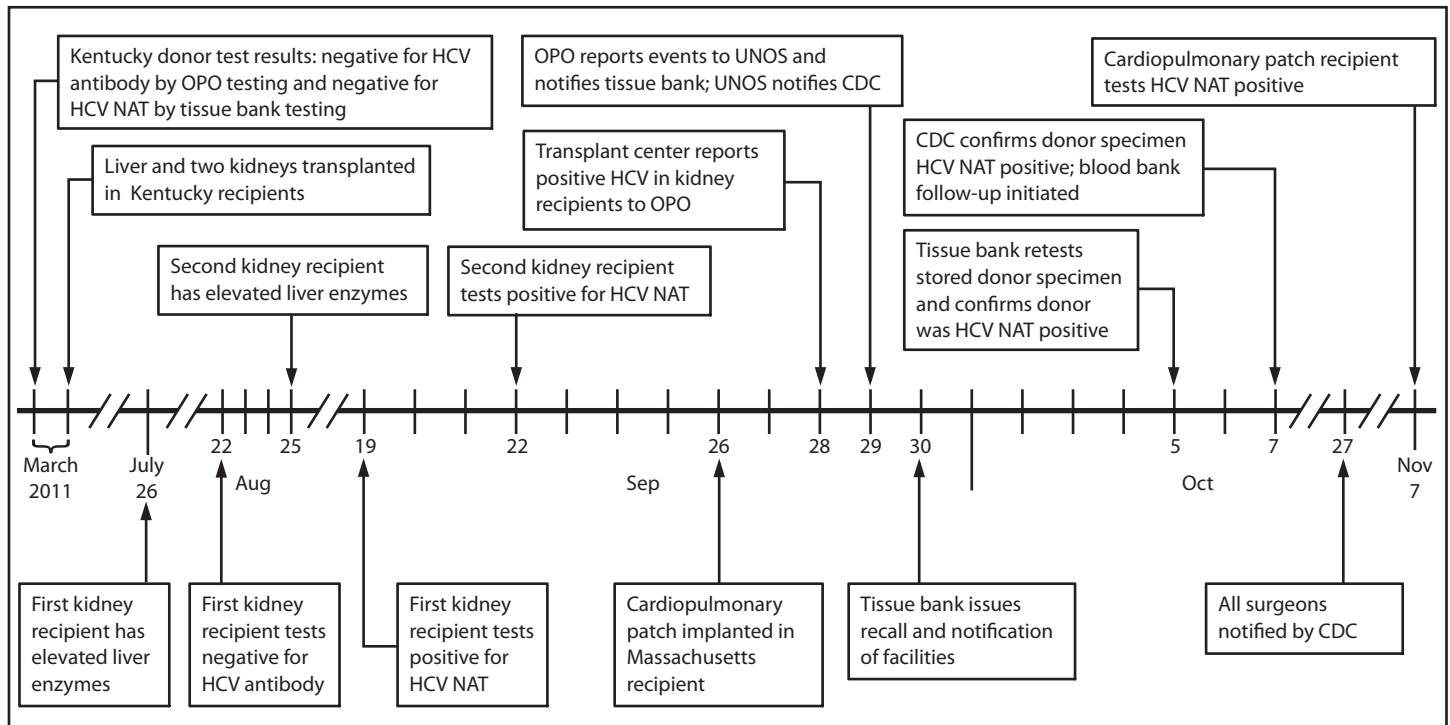 Kentucky donor test results: negative for HCV
antibody by OPO testing and negative for
HCV NAT by tissue bank testing
OPO reports events to UNOS and
notifies tissue bank; UNOS notifies CDC
Cardiopulmonary patch recipient
tests HCV NAT positive
Liver and two kidneys transplanted
in Kentucky recipients
Transplant center reports
positive HCV in kidney
recipients to OPO
CDC confirms donor specimen
HCV NAT positive; blood bank
follow-up initiated
Second kidney recipient
has elevated liver enzymes
Second kidney recipient
tests positive for HCV NAT
Tissue bank retests
stored donor specimen
and confirms donor
was HCV NAT positive
March
2011
July
26
22
25
Aug
19
22
26
28
29
30
Sep
5
7
27
Oct
Nov
7
First kidney
recipient has
elevated liver
enzymes
First kidney
recipient tests
negative for
HCV antibody
First kidney
recipient tests
positive for
HCV NAT
Cardiopulmonary
patch implanted in
Massachusetts
recipient
Tissue bank issues
recall and notification
of facilities
All surgeons
notified by CDC